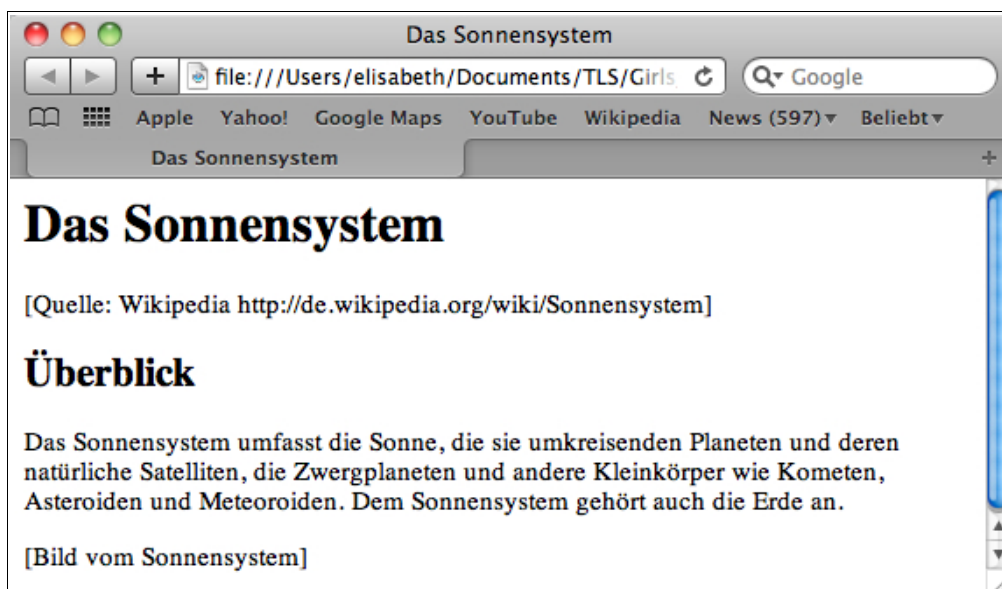 Das Sonnensystem
file:///Users/elisabeth/Documents/TLS/Girls
Google
Apple Yahoo! Google Maps YouTube Wikipedia News (597) Beliebt
Das Sonnensystem
Das Sonnensystem
[Quelle: Wikipedia http://de.wikipedia.org/wiki/Sonnensystem]
Überblick
Das Sonnensystem umfasst die Sonne, die sie umkreisenden Planeten und deren
natürliche Satelliten, die Zwergplaneten und andere Kleinkörper wie Kometen,
Asteroiden und Meteoroiden. Dem Sonnensystem gehört auch die Erde an.
[Bild vom Sonnensystem]